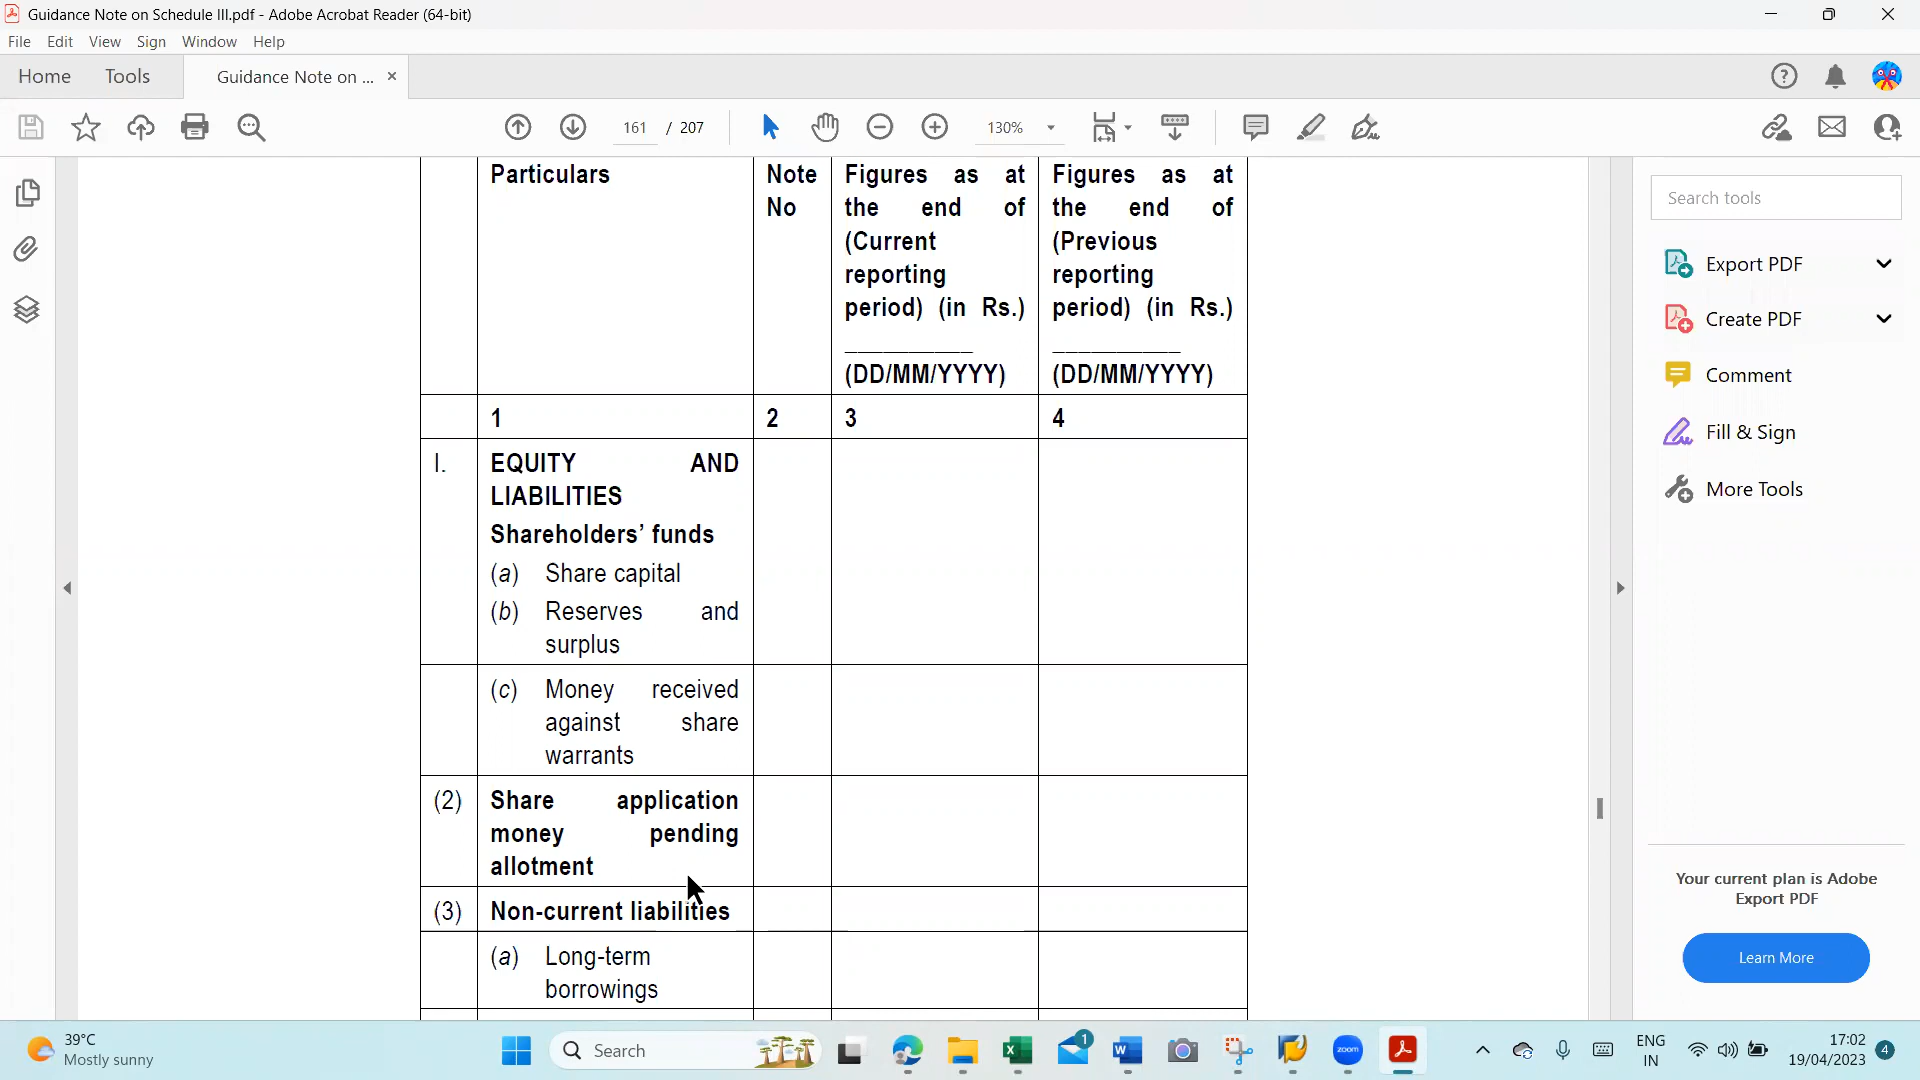 Guidance Note on Schedule III.pdf - Adobe Acrobat Reader (64-bit)
File Edit View Sign Window Help
Home Tools Guidance Note on ... ×
161 / 207 130%
Search tools
Export PDF
Create PDF
Comment
Fill & Sign
More Tools
Your current plan is Adobe
Export PDF
Learn More
Particulars
Note
No
Figures as at
the end of
(Current
reporting
period) (in Rs.)
__________
(DD/MM/YYYY)
Figures as at
the end of
(Previous
reporting
period) (in Rs.)
__________
(DD/MM/YYYY)
1 2 3 4
I. EQUITY AND
LIABILITIES
Shareholders’ funds
(a) Share capital
(b) Reserves and
surplus
(c) Money received
against share
warrants
(2) Share application
money pending
allotment
(3) Non-current liabilities
(a) Long-term
borrowings
39°C
Mostly sunny
Search
1
zoom
ENG
IN
17:02
19/04/2023
4